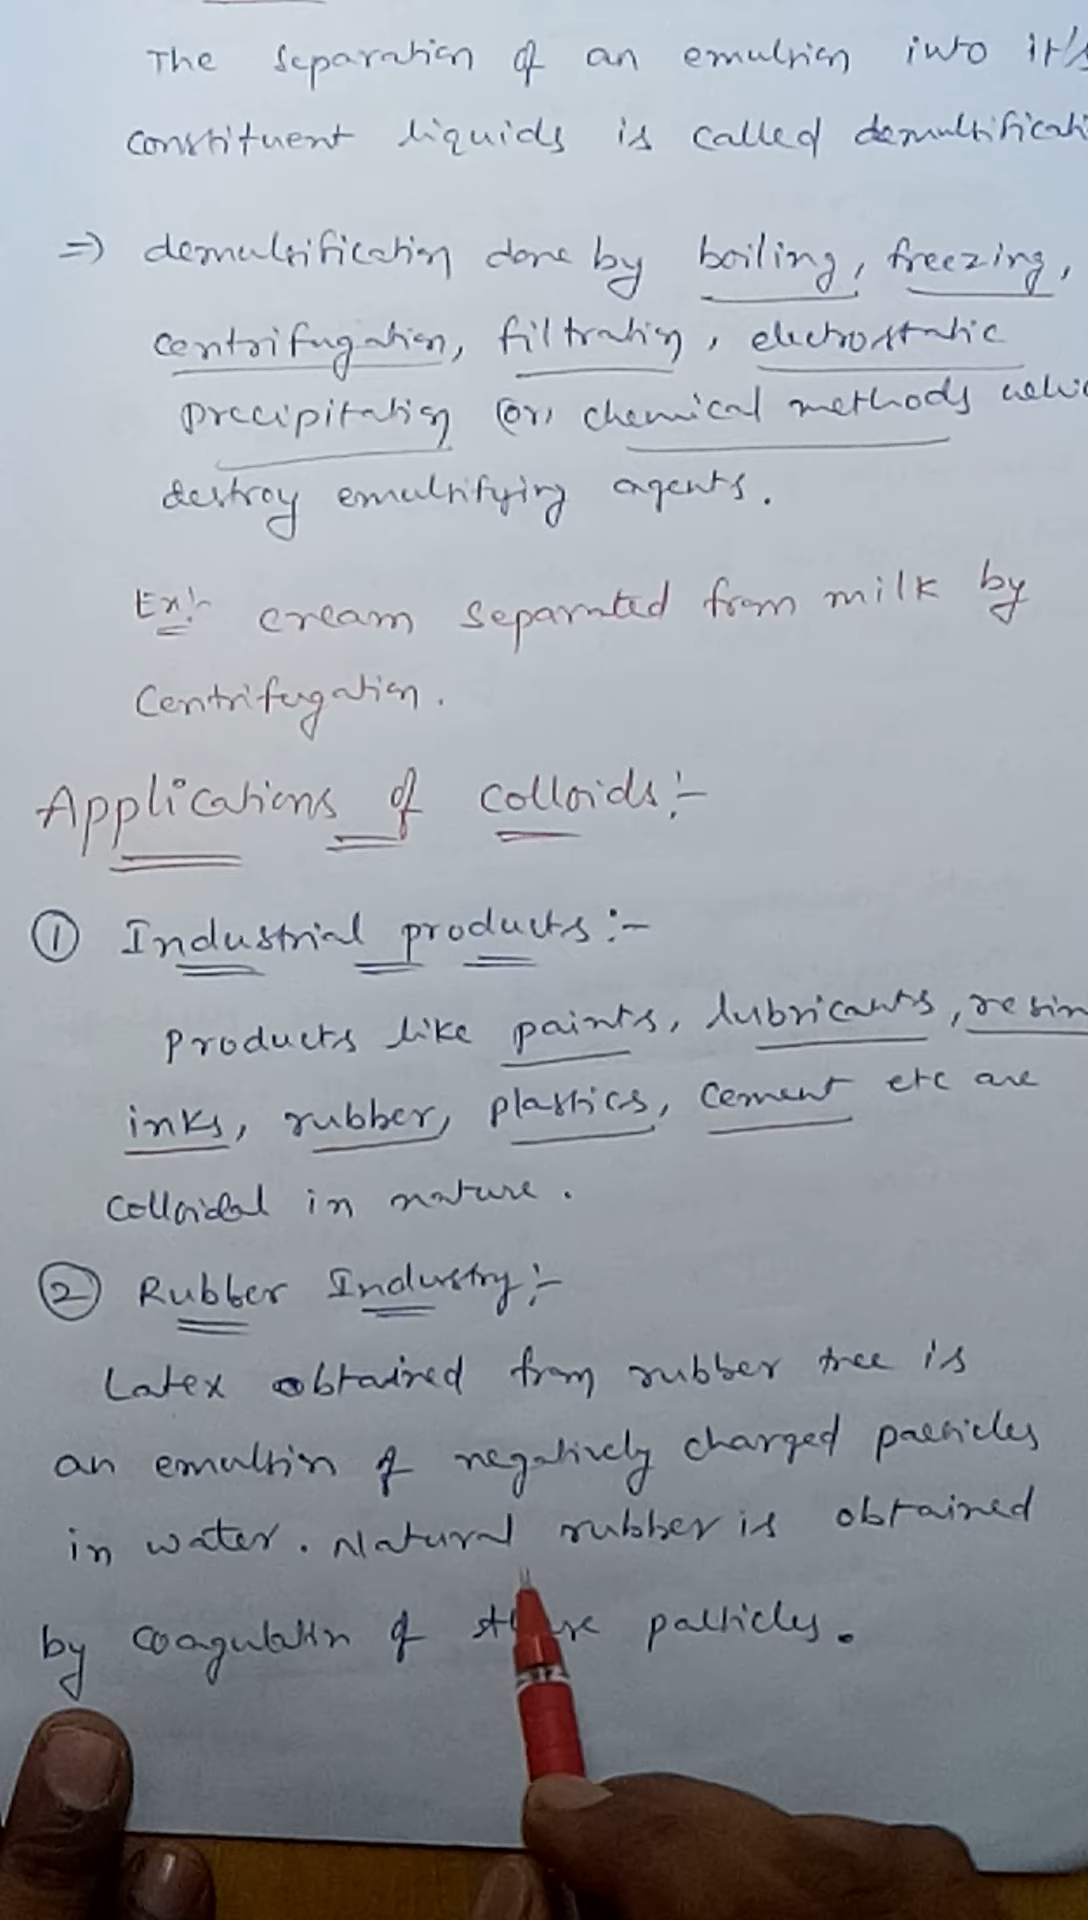 The separation of an emulsion into it's
constituent liquids is called demulsificati
=) demulsification done by boiling, freezing,
centrifugation, filtration, electrostatic
precipitation (or) chemical methods whic
destroy emulsifying agents.
Ex:- cream separated from milk by
Centrifugation.
Applications of colloids:-
① Industrial products:-
Products like paints, lubricants, resin
inks, rubber, plastics, cement etc are
colloidal in nature.
② Rubber Industry:-
Latex obtained from rubber tree is
an emulsion of negatively charged particles
in water. Natural rubber is obtained
by coagulation of these particles.